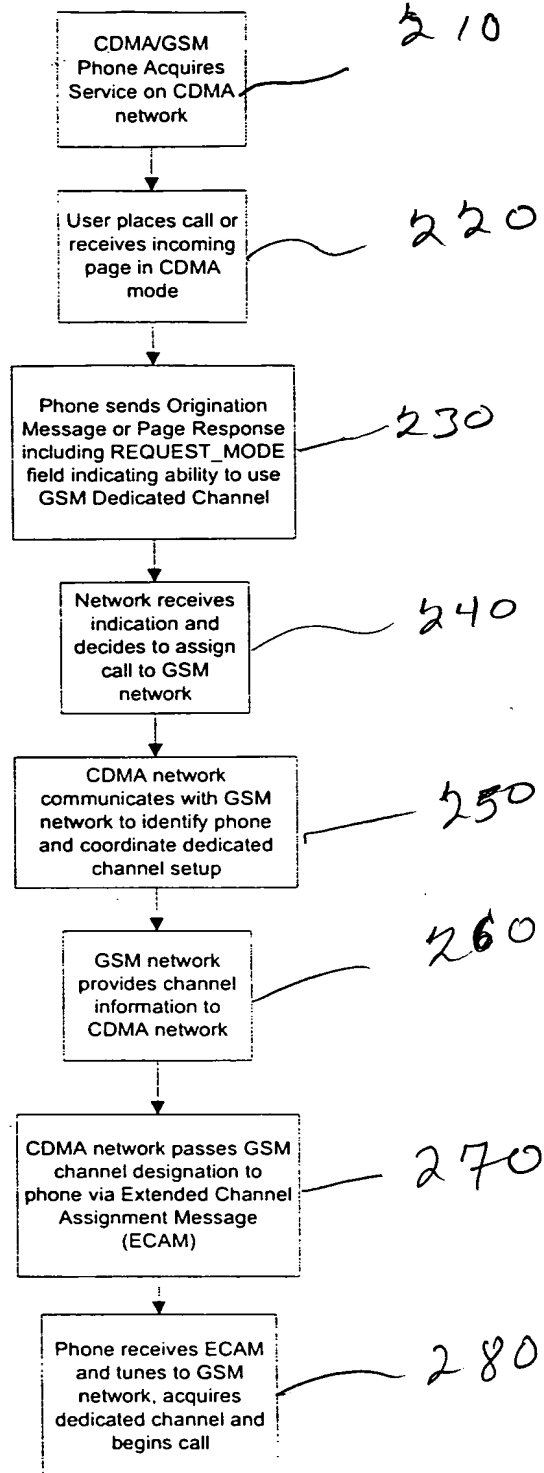 CDMA/GSM
Phone Acquires
Service on CDMA
network
210
User places call or
receives incoming
page in CDMA
mode
220
Phone sends Origination
Message or Page Response
including REQUEST_MODE
field indicating ability to use
GSM Dedicated Channel
230
Network receives
indication and
decides to assign
call to GSM
network
240
CDMA network
communicates with GSM
network to identify phone
and coordinate dedicated
channel setup
250
GSM network
provides channel
information to
CDMA network
260
CDMA network passes GSM
channel designation to
phone via Extended Channel
Assignment Message
(ECAM)
270
Phone receives ECAM
and tunes to GSM
network, acquires
dedicated channel and
begins call
280